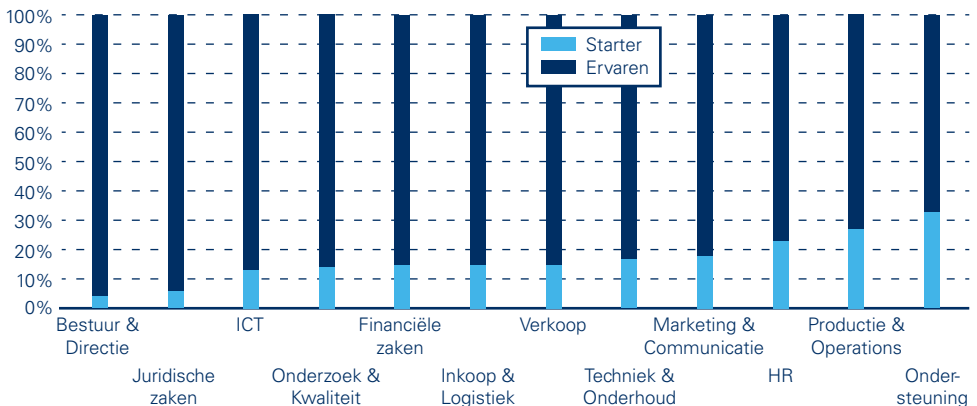 100%
90%
80%
70%
60%
50%
40%
30%
20%
10%
0%
Starter
Ervaren
Bestuur &
Directie
Juridische
zaken
ICT
Onderzoek &
Kwaliteit
Financiële
zaken
Inkoop &
Logistiek
Verkoop
Techniek &
Onderhoud
Marketing &
Communicatie
HR
Productie &
Operations
Onder-
steuning